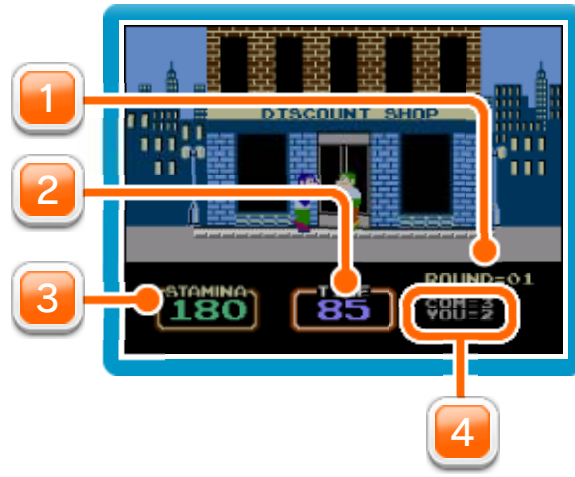 1
DISCOUNT SHOP
2
ROUND-01
3
STAMINA
180
TIME
85
COM=3
YOU=2
4